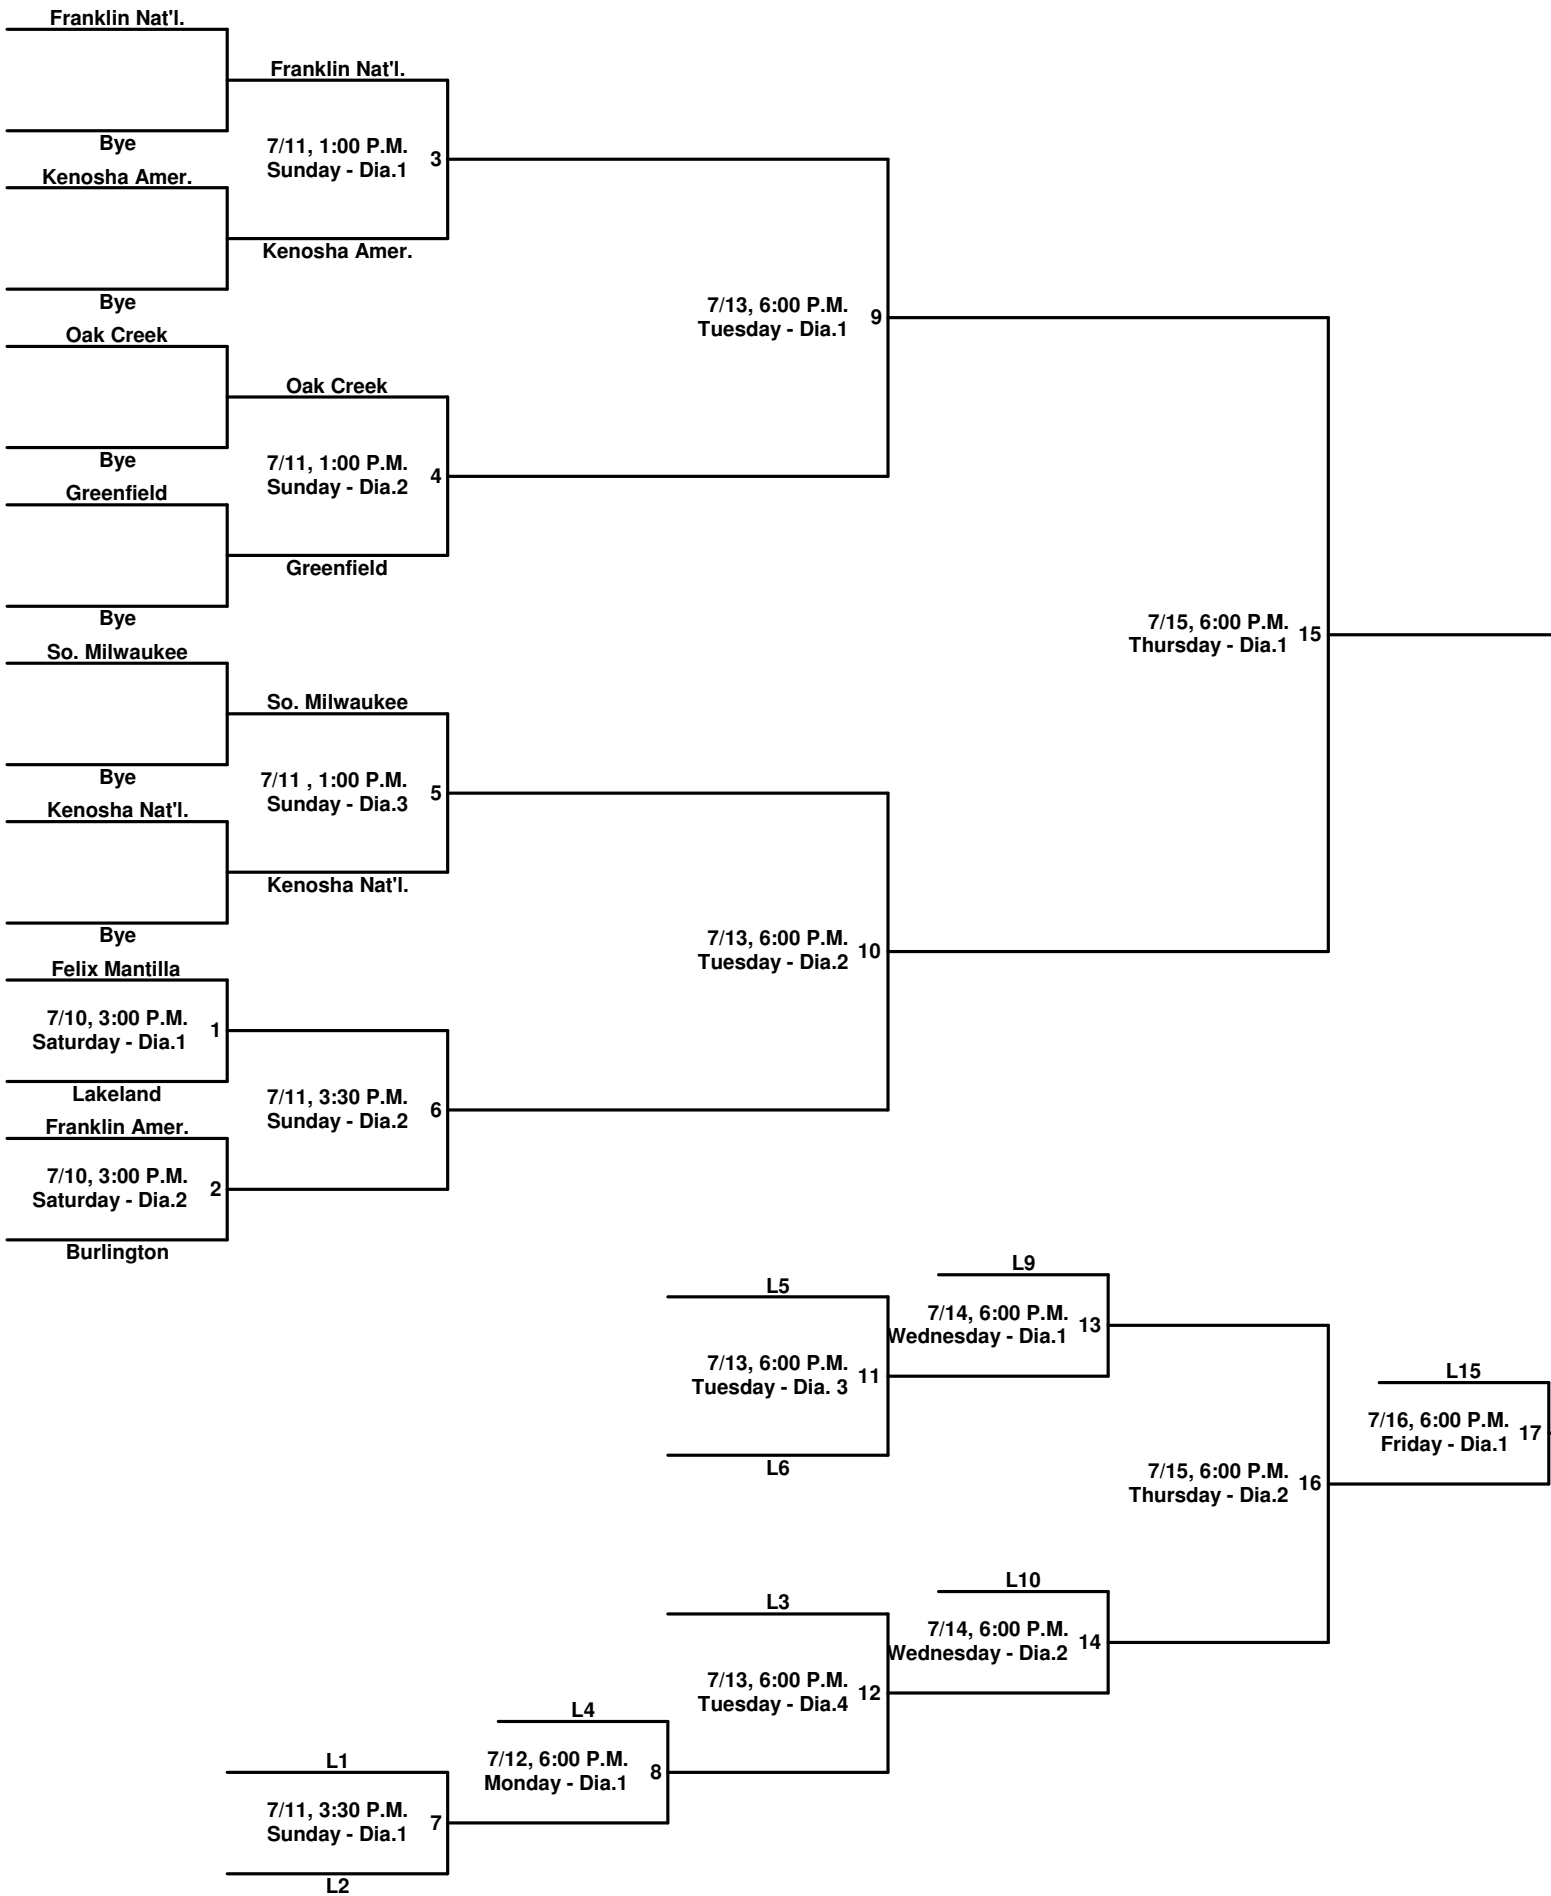 Franklin Nat'l.
Franklin Nat'l.
7/11, 1:00 P.M.
Sunday - Dia.1
3
Bye
Kenosha Amer.
Kenosha Amer.
Bye
7/13, 6:00 P.M.
Tuesday - Dia.1
9
Oak Creek
Oak Creek
Bye
7/11, 1:00 P.M.
Sunday - Dia.2
4
Greenfield
Greenfield
Bye
7/15, 6:00 P.M.
Thursday - Dia.1
15
So. Milwaukee
So. Milwaukee
Bye
7/11 , 1:00 P.M.
Sunday - Dia.3
5
Kenosha Nat'l.
Kenosha Nat'l.
Bye
7/13, 6:00 P.M.
Tuesday - Dia.2
10
Felix Mantilla
7/10, 3:00 P.M.
Saturday - Dia.1
1
Lakeland
7/11, 3:30 P.M.
Sunday - Dia.2
6
Franklin Amer.
7/10, 3:00 P.M.
Saturday - Dia.2
2
Burlington
L9
L5
7/14, 6:00 P.M.
Wednesday - Dia.1
13
7/13, 6:00 P.M.
Tuesday - Dia. 3
11
L6
L15
7/16, 6:00 P.M.
Friday - Dia.1
17
7/15, 6:00 P.M.
Thursday - Dia.2
16
L10
L3
7/14, 6:00 P.M.
Wednesday - Dia.2
14
7/13, 6:00 P.M.
Tuesday - Dia.4
12
L4
7/12, 6:00 P.M.
Monday - Dia.1
8
L1
7/11, 3:30 P.M.
Sunday - Dia.1
7
L2